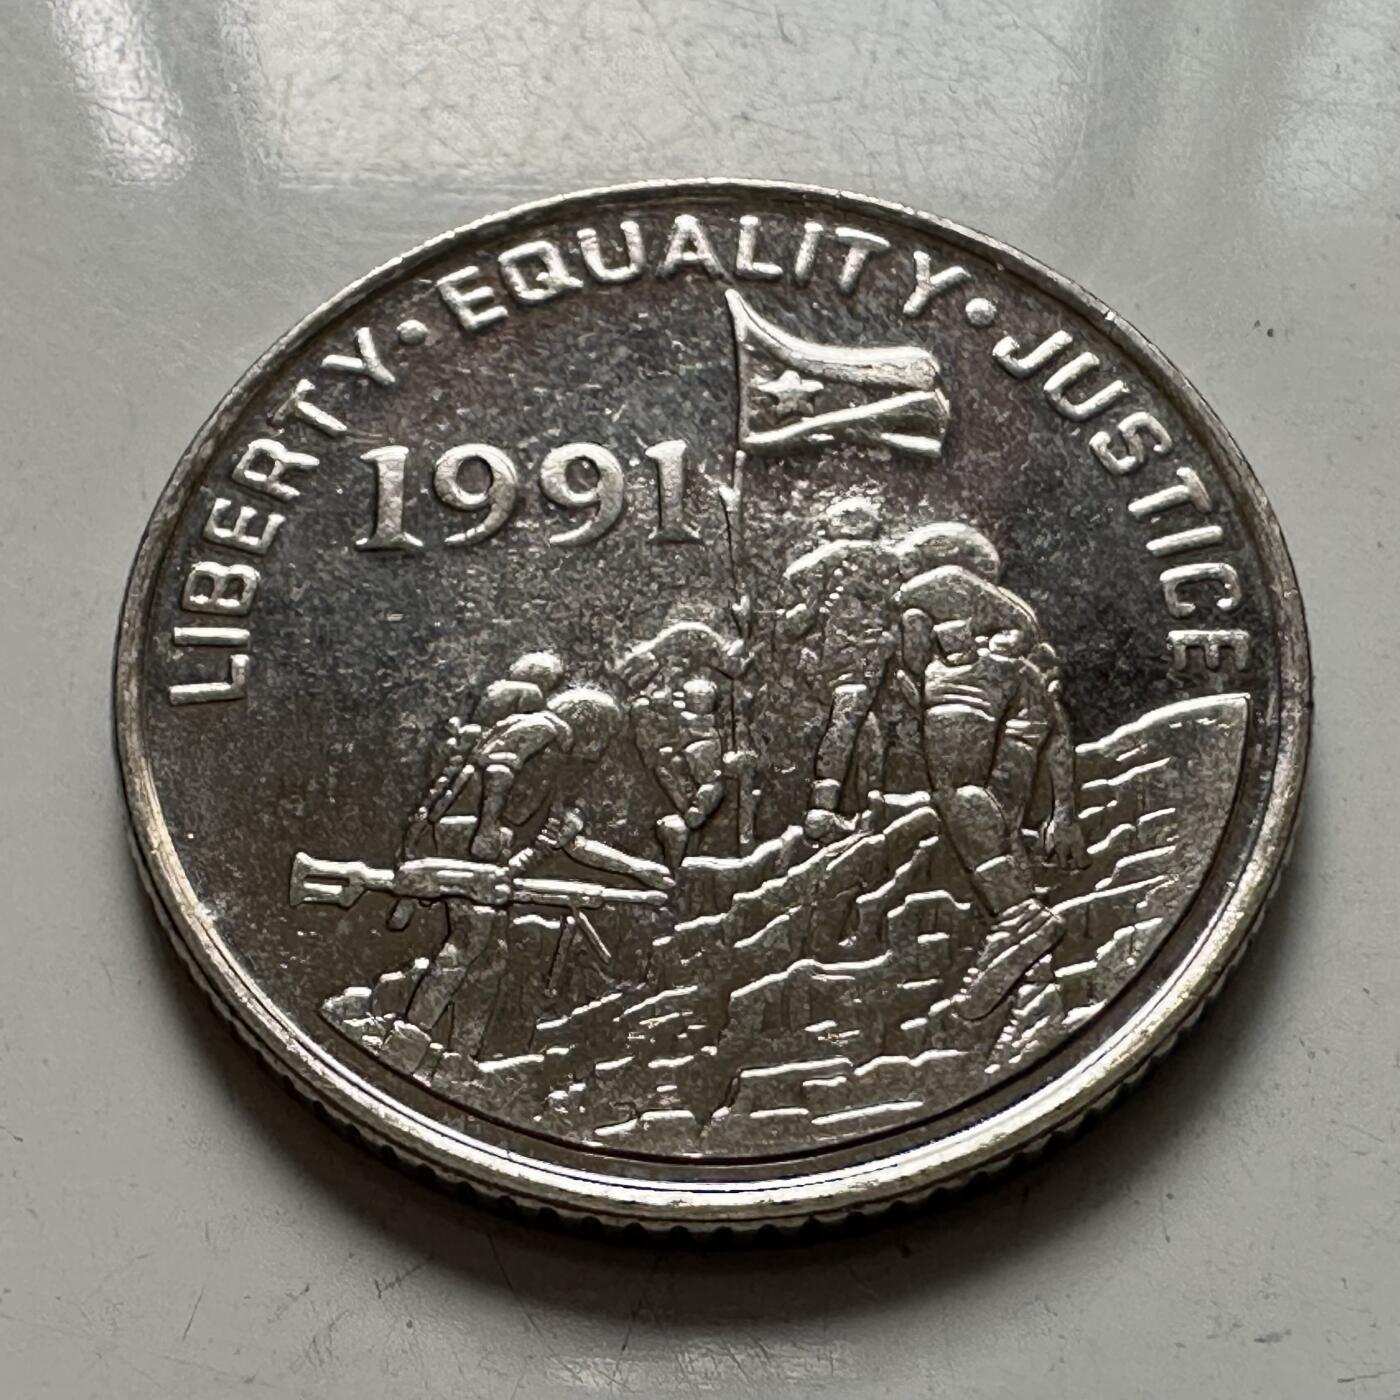 LIBERTY · EQUALITY · JUSTICE
1991